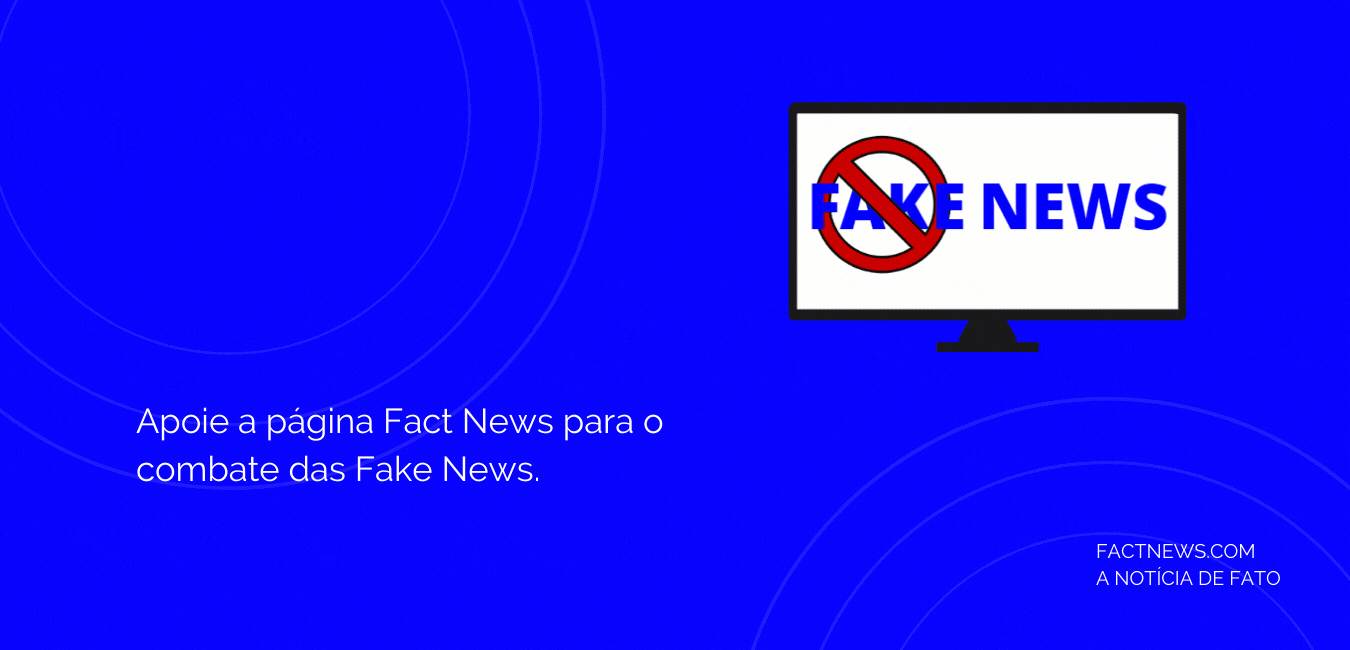 FAKE NEWS
Apoie a página Fact News para o
combate das Fake News.
FACTNEWS.COM
A NOTÍCIA DE FATO